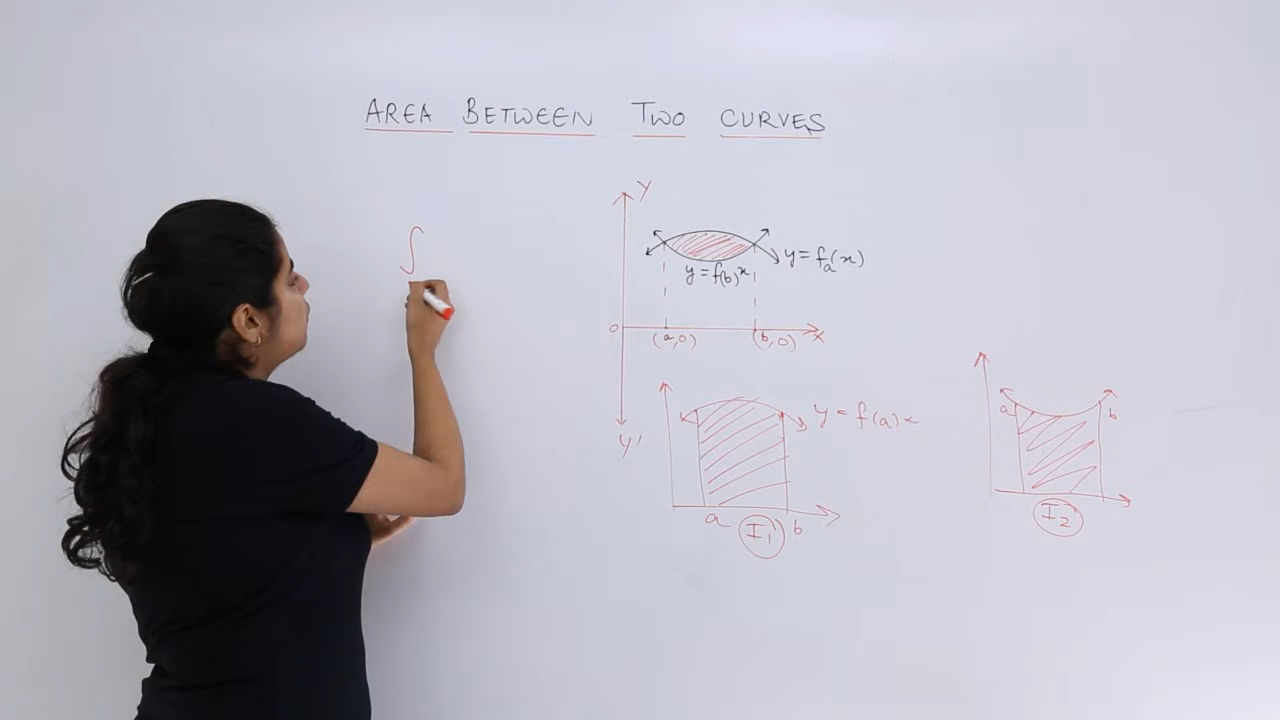 AREA BETWEEN TWO CURVES
Y
∫
y = fₐ(x)
y = f(b)x
0
(a,0) (b,0) x
Y'
y = f(a)x
a b
a I₁ b
I₂